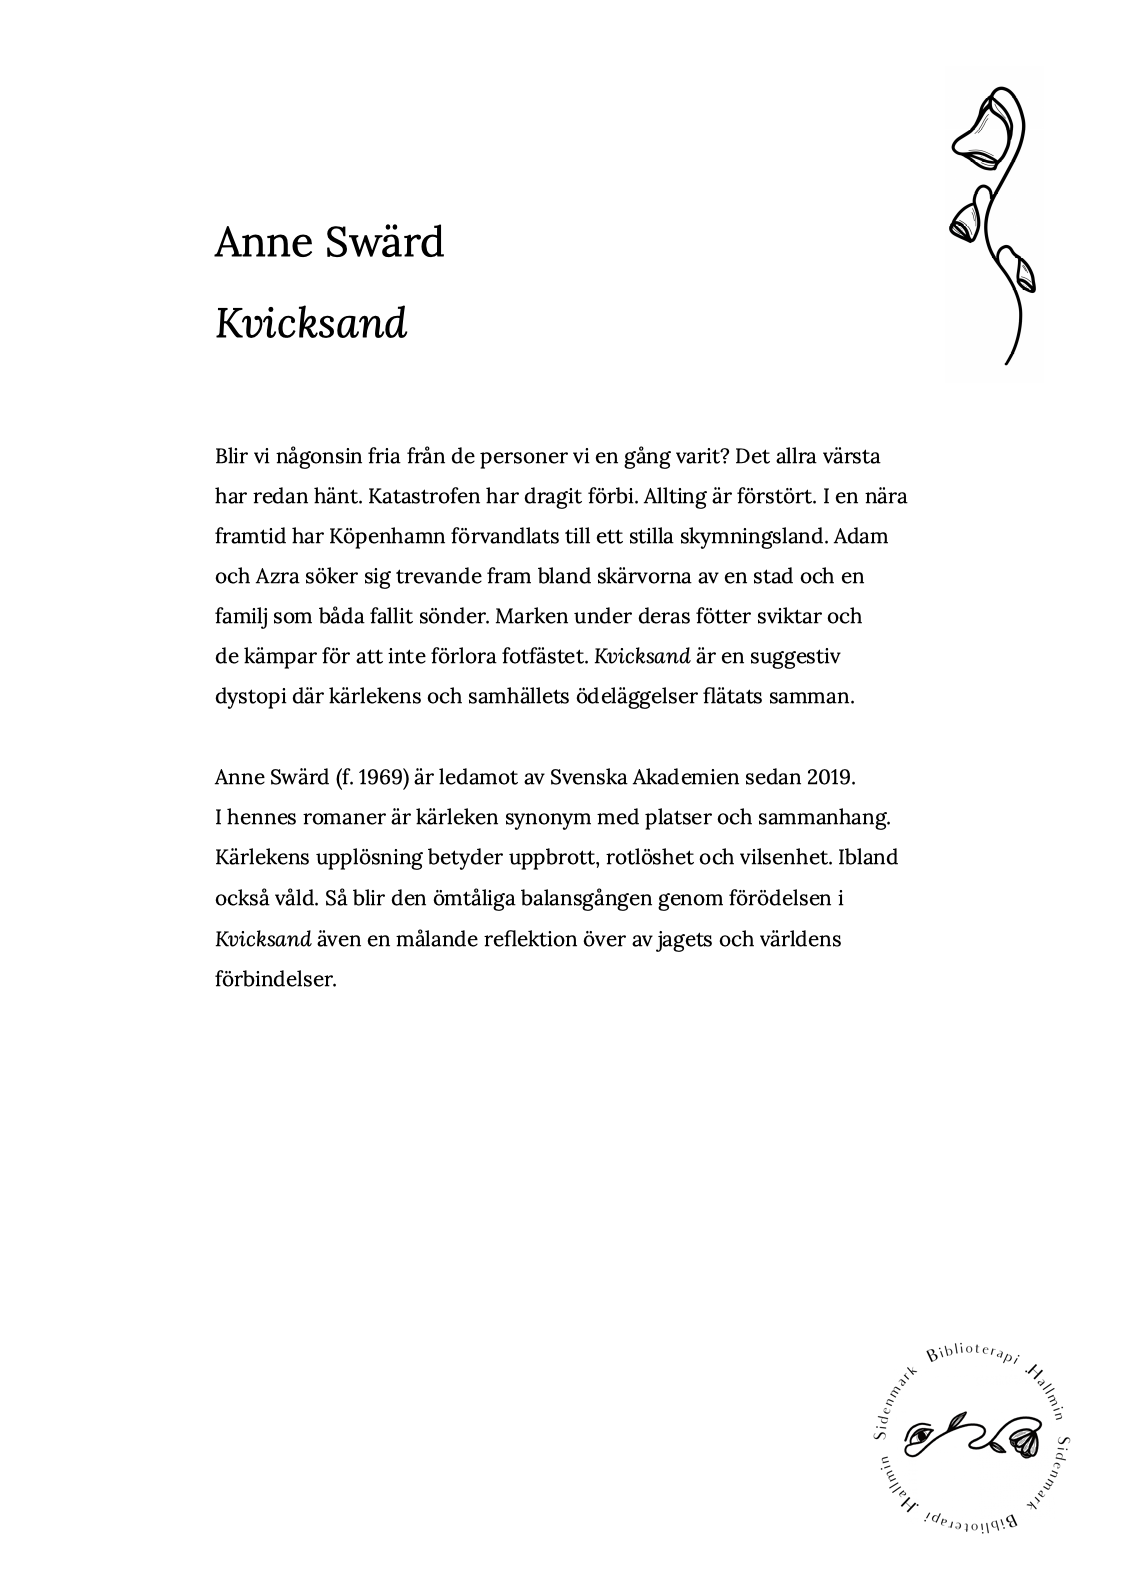 Anne Swärd
Kvicksand
Blir vi någonsin fria från de personer vi en gång varit? Det allra värsta
har redan hänt. Katastrofen har dragit förbi. Allting är förstört. I en nära
framtid har Köpenhamn förvandlats till ett stilla skymningsland. Adam
och Azra söker sig trevande fram bland skärvorna av en stad och en
familj som båda fallit sönder. Marken under deras fötter sviktar och
de kämpar för att inte förlora fotfästet. Kvicksand är en suggestiv
dystopi där kärlekens och samhällets ödeläggelser flätats samman.
Anne Swärd (f. 1969) är ledamot av Svenska Akademien sedan 2019.
I hennes romaner är kärleken synonym med platser och sammanhang.
Kärlekens upplösning betyder uppbrott, rotlöshet och vilsenhet. Ibland
också våld. Så blir den ömtåliga balansgången genom förödelsen i
Kvicksand även en målande reflektion över av jagets och världens
förbindelser.
Biblioterapi Hallmin Sidenmark Biblioterapi Hallmin Sidenmark